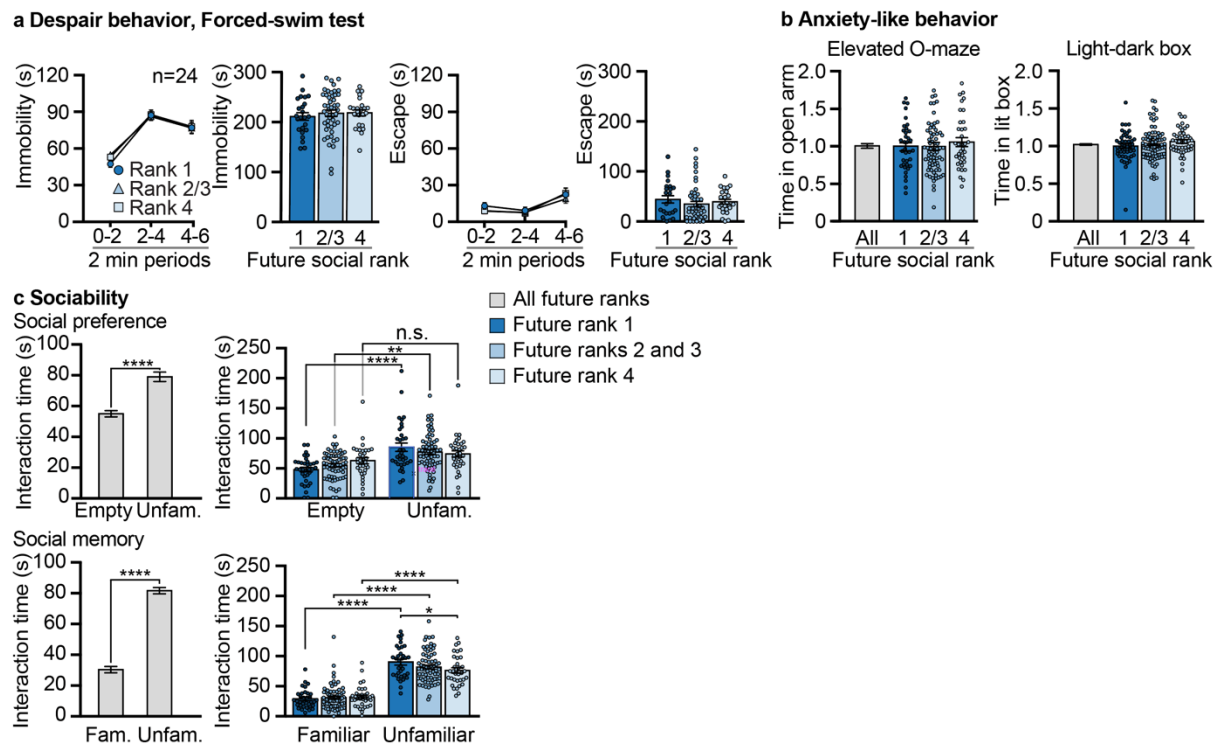 a Despair behavior, Forced-swim test
Immobility (s)
120
90
60
30
0
n=24
Rank 1
Rank 2/3
Rank 4
0-2 2-4 4-6
2 min periods
Immobility (s)
300
200
100
0
1 2/3 4
Future social rank
Escape (s)
120
90
60
30
0
0-2 2-4 4-6
2 min periods
Escape (s)
300
200
100
0
1 2/3 4
Future social rank
b Anxiety-like behavior
Elevated O-maze
Time in open arm
2.0
1.5
1.0
0.5
0
All 1 2/3 4
Future social rank
Light-dark box
Time in lit box
2.0
1.5
1.0
0.5
0
All 1 2/3 4
Future social rank
c Sociability
Social preference
Interaction time (s)
100
80
60
40
20
0
****
Empty Unfam.
Interaction time (s)
250
200
150
100
50
0
n.s.
**
****
Empty Unfam.
All future ranks
Future rank 1
Future ranks 2 and 3
Future rank 4
Social memory
Interaction time (s)
100
80
60
40
20
0
****
Fam. Unfam.
Interaction time (s)
250
200
150
100
50
0
****
****
**** *
Familiar Unfamiliar